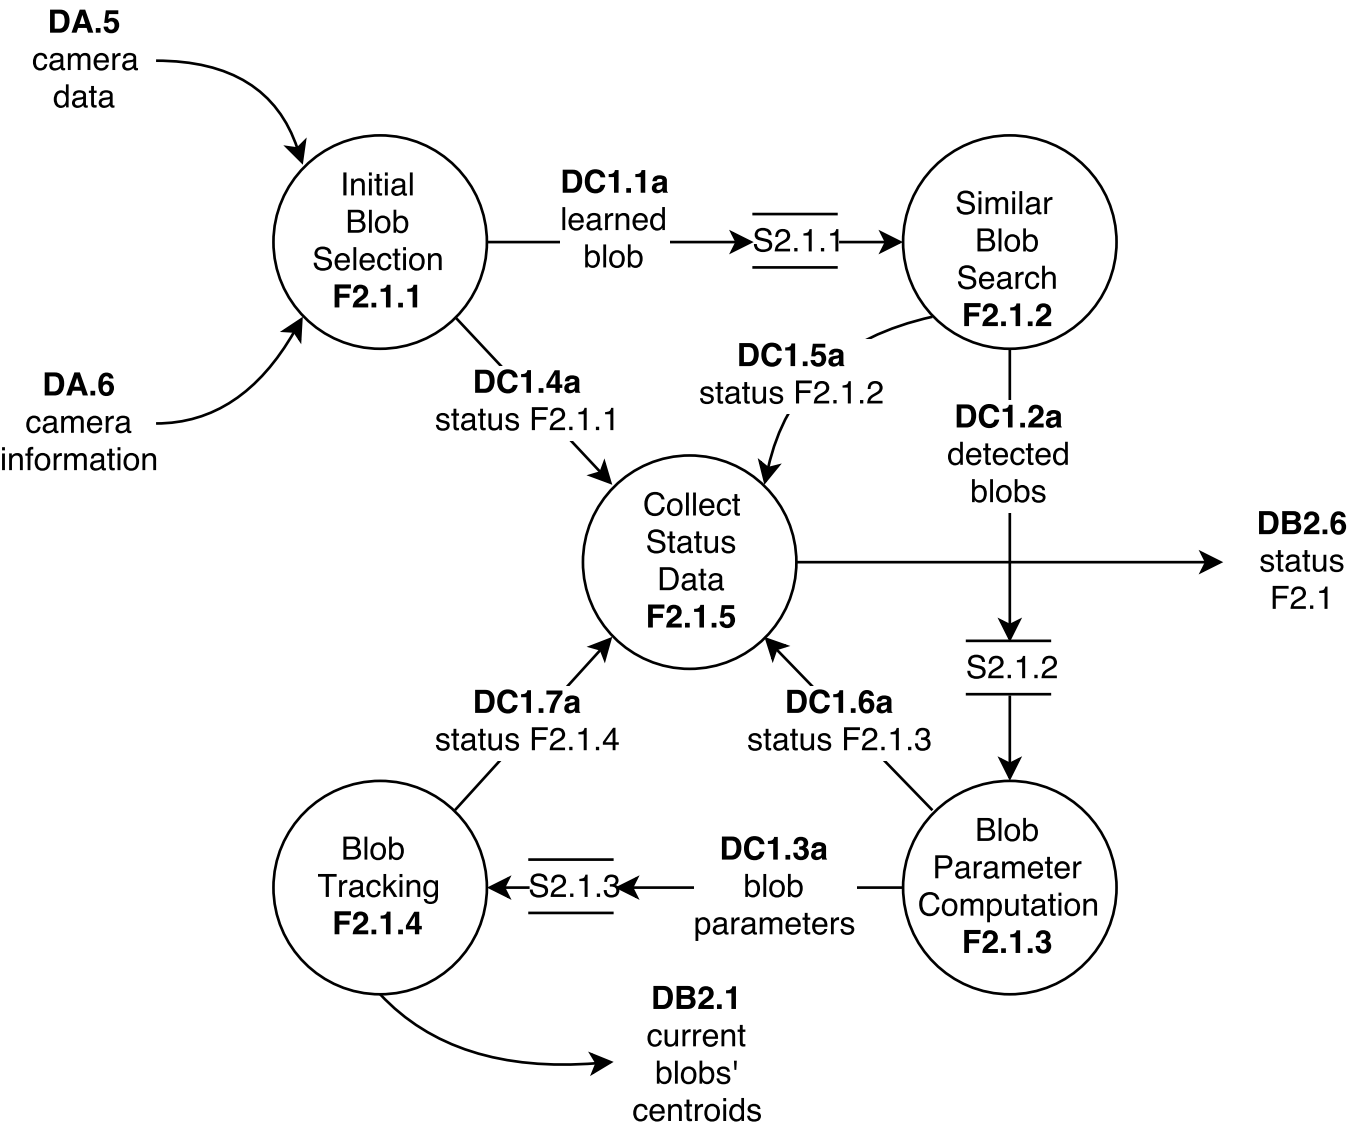 DA.5
camera
data
Initial
Blob
Selection
F2.1.1
DC1.1a
learned
blob
S2.1.1
Similar
Blob
Search
F2.1.2
DA.6
camera
information
DC1.4a
status F2.1.1
DC1.5a
status F2.1.2
DC1.2a
detected
blobs
Collect
Status
Data
F2.1.5
DB2.6
status
F2.1
S2.1.2
DC1.7a
status F2.1.4
DC1.6a
status F2.1.3
Blob
Tracking
F2.1.4
S2.1.3
DC1.3a
blob
parameters
Blob
Parameter
Computation
F2.1.3
DB2.1
current
blobs'
centroids